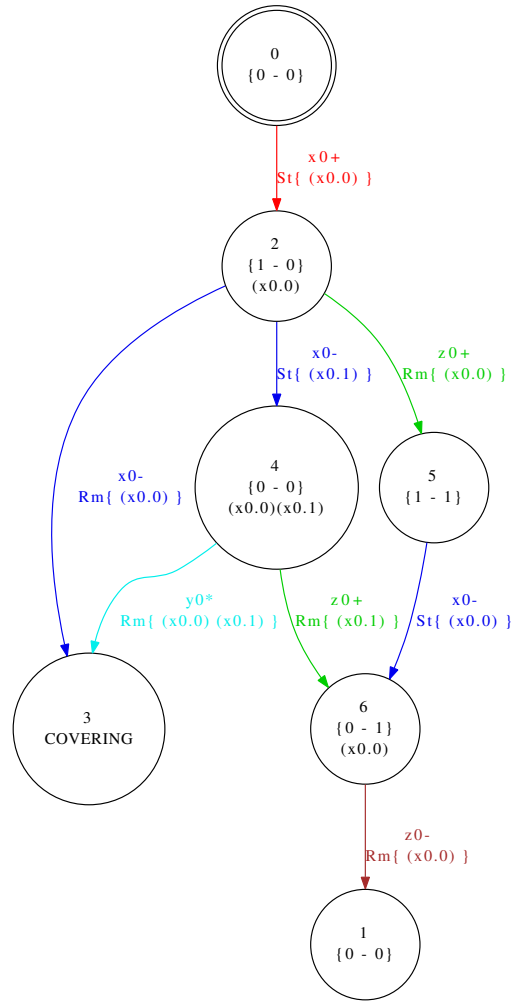 0
{0 - 0}
x0+
St{ (x0.0) }
2
{1 - 0}
(x0.0)
x0-
St{ (x0.1) }
z0+
Rm{ (x0.0) }
x0-
Rm{ (x0.0) }
4
{0 - 0}
(x0.0)(x0.1)
5
{1 - 1}
y0*
Rm{ (x0.0) (x0.1) }
z0+
Rm{ (x0.1) }
x0-
St{ (x0.0) }
3
COVERING
6
{0 - 1}
(x0.0)
z0-
Rm{ (x0.0) }
1
{0 - 0}